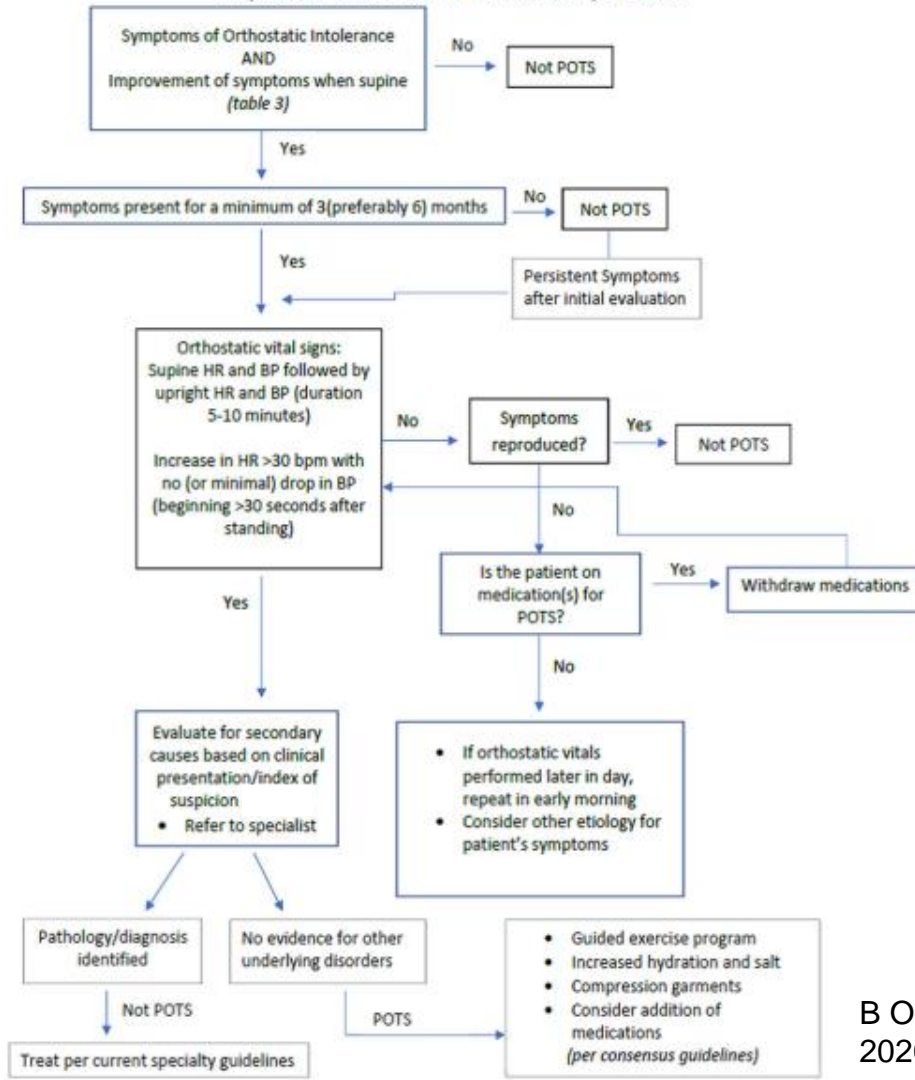 Symptoms of Orthostatic Intolerance
AND
Improvement of symptoms when supine
(table 3)
No
Not POTS
Yes
Symptoms present for a minimum of 3(preferably 6) months
No
Not POTS
Yes
Persistent Symptoms
after initial evaluation
Orthostatic vital signs:
Supine HR and BP followed by
upright HR and BP (duration
5-10 minutes)
Increase in HR >30 bpm with
no (or minimal) drop in BP
(beginning >30 seconds after
standing)
No
Symptoms
reproduced?
Yes
Not POTS
No
Is the patient on
medication(s) for
POTS?
Yes
Withdraw medications
Yes
No
Evaluate for secondary
causes based on clinical
presentation/index of
suspicion
• Refer to specialist
• If orthostatic vitals
performed later in day,
repeat in early morning
• Consider other etiology for
patient's symptoms
Pathology/diagnosis
identified
No evidence for other
underlying disorders
• Guided exercise program
• Increased hydration and salt
• Compression garments
• Consider addition of
medications
(per consensus guidelines)
Not POTS
POTS
Treat per current specialty guidelines
B O
202